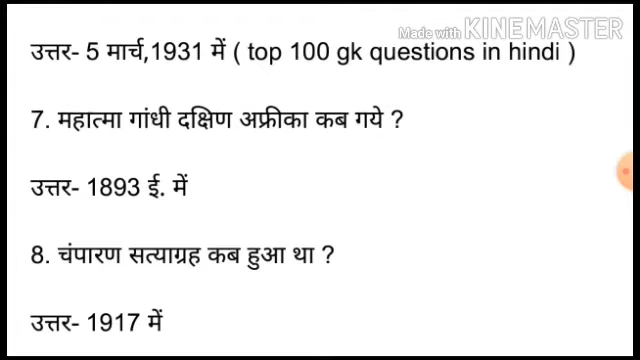 Made with KINEMASTER
उत्तर- 5 मार्च,1931 में ( top 100 gk questions in hindi )
7. महात्मा गांधी दक्षिण अफ्रीका कब गये ?
उत्तर- 1893 ई. में
8. चंपारण सत्याग्रह कब हुआ था ?
उत्तर- 1917 में